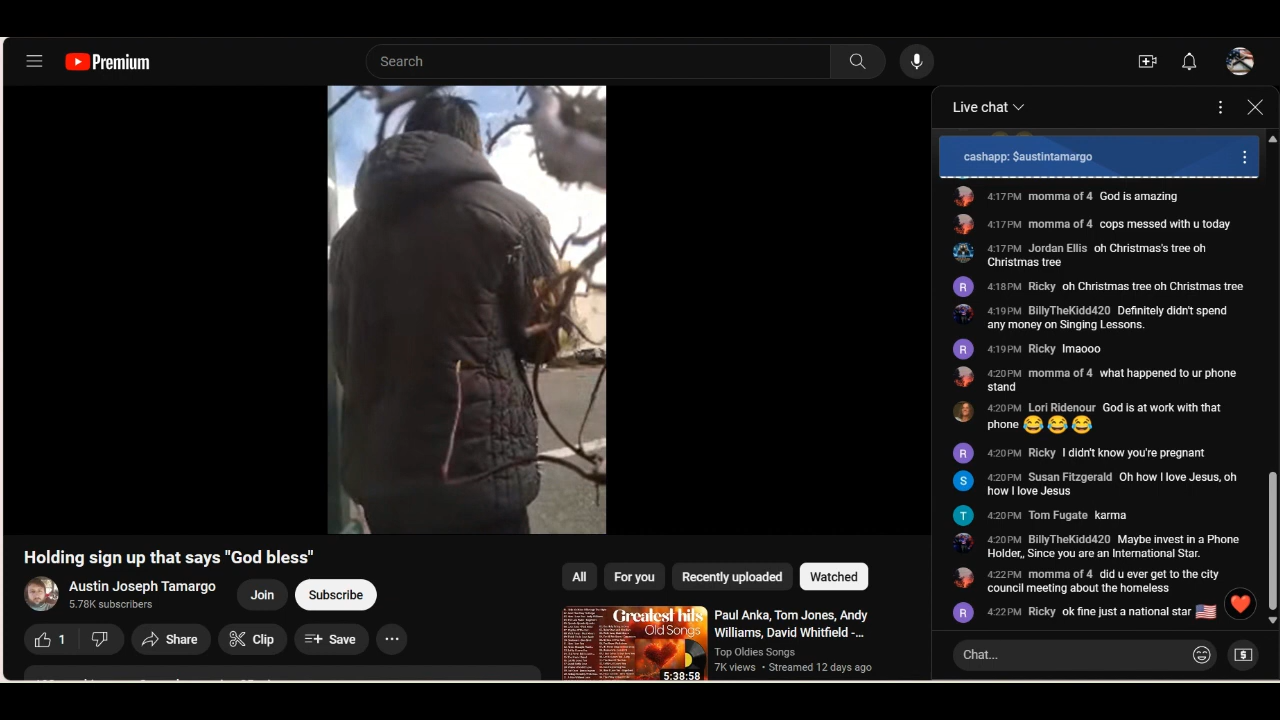 Premium
Search
Live chat
cashapp: $austintamargo
4:17 PM momma of 4 God is amazing
4:17 PM momma of 4 cops messed with u today
4:17 PM Jordan Ellis oh Christmas's tree oh
Christmas tree
4:18 PM Ricky oh Christmas tree oh Christmas tree
4:19 PM BillyTheKidd420 Definitely didn't spend
any money on Singing Lessons.
4:19 PM Ricky lmaooo
4:20 PM momma of 4 what happened to ur phone
stand
4:20 PM Lori Ridenour God is at work with that
phone 😂 😂 😂
R 4:20 PM Ricky I didn't know you're pregnant
S 4:20 PM Susan Fitzgerald Oh how I love Jesus, oh
how I love Jesus
T 4:20 PM Tom Fugate karma
4:20 PM BillyTheKidd420 Maybe invest in a Phone
Holder,, Since you are an International Star.
4:22 PM momma of 4 did u ever get to the city
council meeting about the homeless
R 4:22 PM Ricky ok fine just a national star 🇺🇸
Chat...
Holding sign up that says "God bless"
Austin Joseph Tamargo
5.78K subscribers
Join
Subscribe
1
Share
Clip
Save
All
For you
Recently uploaded
Watched
Greatest hits
Old Songs
5:38:58
Paul Anka, Tom Jones, Andy
Williams, David Whitfield -...
Top Oldies Songs
7K views • Streamed 12 days ago